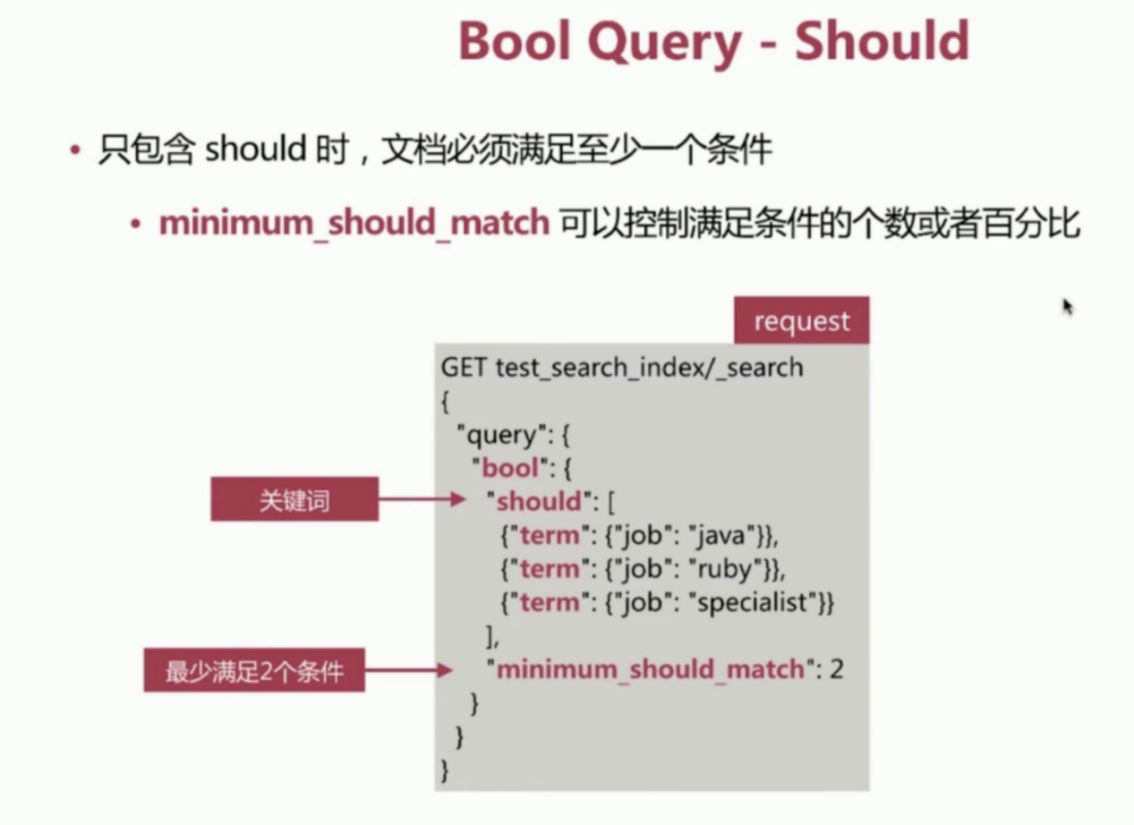 Bool Query - Should
• 只包含 should 时，文档必须满足至少一个条件
• minimum_should_match 可以控制满足条件的个数或者百分比
request
GET test_search_index/_search
{
"query": {
"bool": {
关键词
"should": [
{"term": {"job": "java"}},
{"term": {"job": "ruby"}},
{"term": {"job": "specialist"}}
],
最少满足2个条件
"minimum_should_match": 2
}
}
}